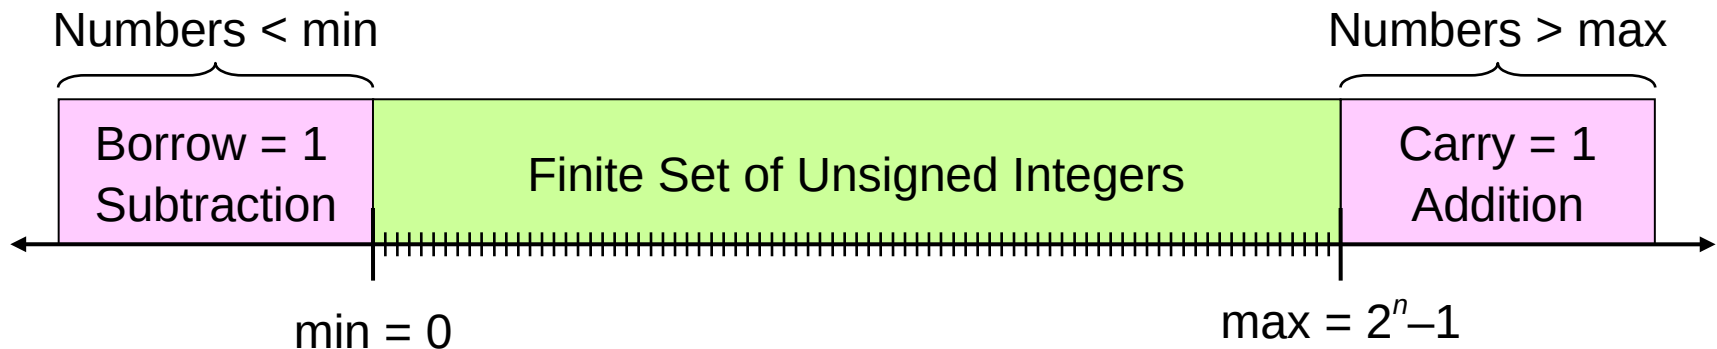 Numbers < min
Numbers > max
Borrow = 1
Subtraction
Finite Set of Unsigned Integers
Carry = 1
Addition
min = 0
max = 2ⁿ–1